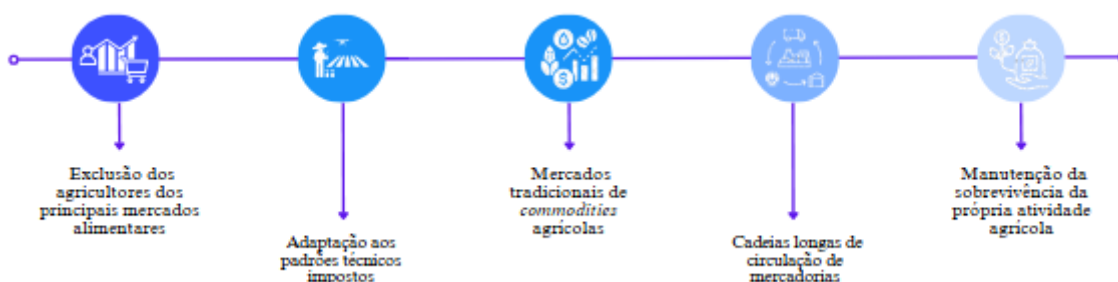 Exclusão dos
agricultores dos
principais mercados
alimentares
Adaptação aos
padrões técnicos
impostos
Mercados
tradicionais de
commodities
agrícolas
Cadeias longas de
circulação de
mercadorias
Manutenção da
sobrevivência da
própria atividade
agrícola